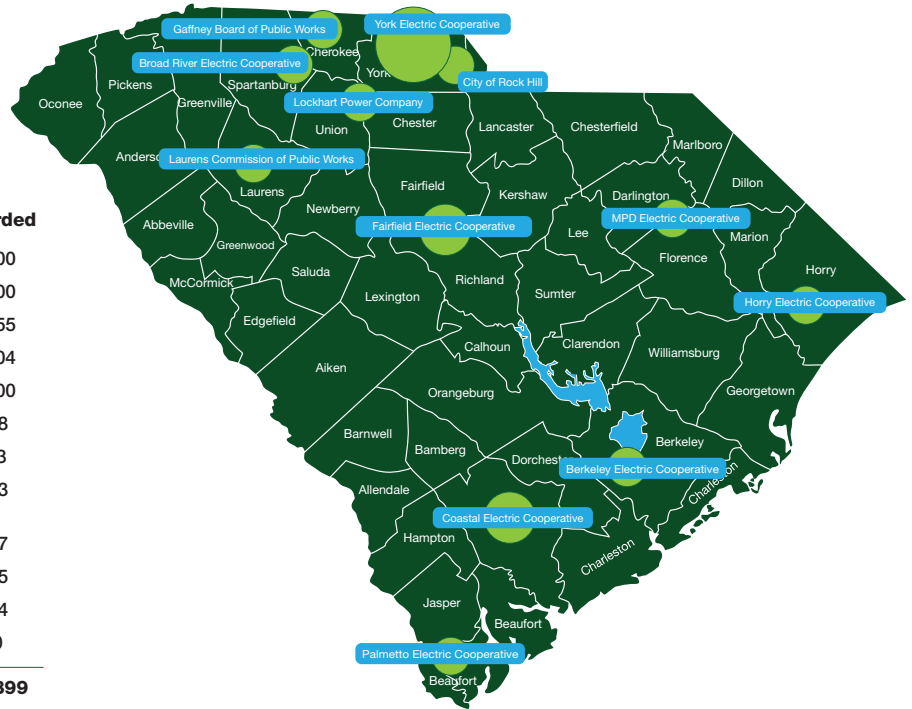 Gaffney Board of Public Works
York Electric Cooperative
Cherokee
Broad River Electric Cooperative
York
City of Rock Hill
Pickens
Spartanburg
Oconee
Greenville
Lockhart Power Company
Union
Chester
Lancaster
Chesterfield
Marlboro
Laurens Commission of Public Works
Dillon
Laurens
Fairfield
Kershaw
Darlington
Newberry
MPD Electric Cooperative
Abbeville
Fairfield Electric Cooperative
Lee
Marion
Greenwood
Florence
Saluda
Horry
McCormick
Richland
Lexington
Sumter
Horry Electric Cooperative
Edgefield
Calhoun
Clarendon
Williamsburg
Aiken
Orangeburg
Georgetown
Barnwell
Bamberg
Berkeley
Dorchest
Berkeley Electric Cooperative
Charleston
Allendale
Coastal Electric Cooperative
Hampton
Charleston
Jasper
Beaufort
Palmetto Electric Cooperative
Beaufort
rded
00
00
55
04
00
8
3
3
7
5
4
0
399